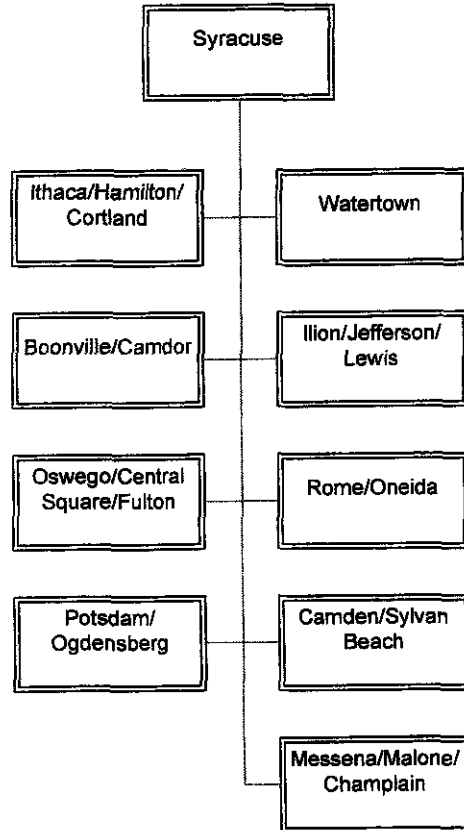 Syracuse
Ithaca/Hamilton/
Cortland
Watertown
Boonville/Camdor
Ilion/Jefferson/
Lewis
Oswego/Central
Square/Fulton
Rome/Oneida
Potsdam/
Ogdensberg
Camden/Sylvan
Beach
Messena/Malone/
Champlain